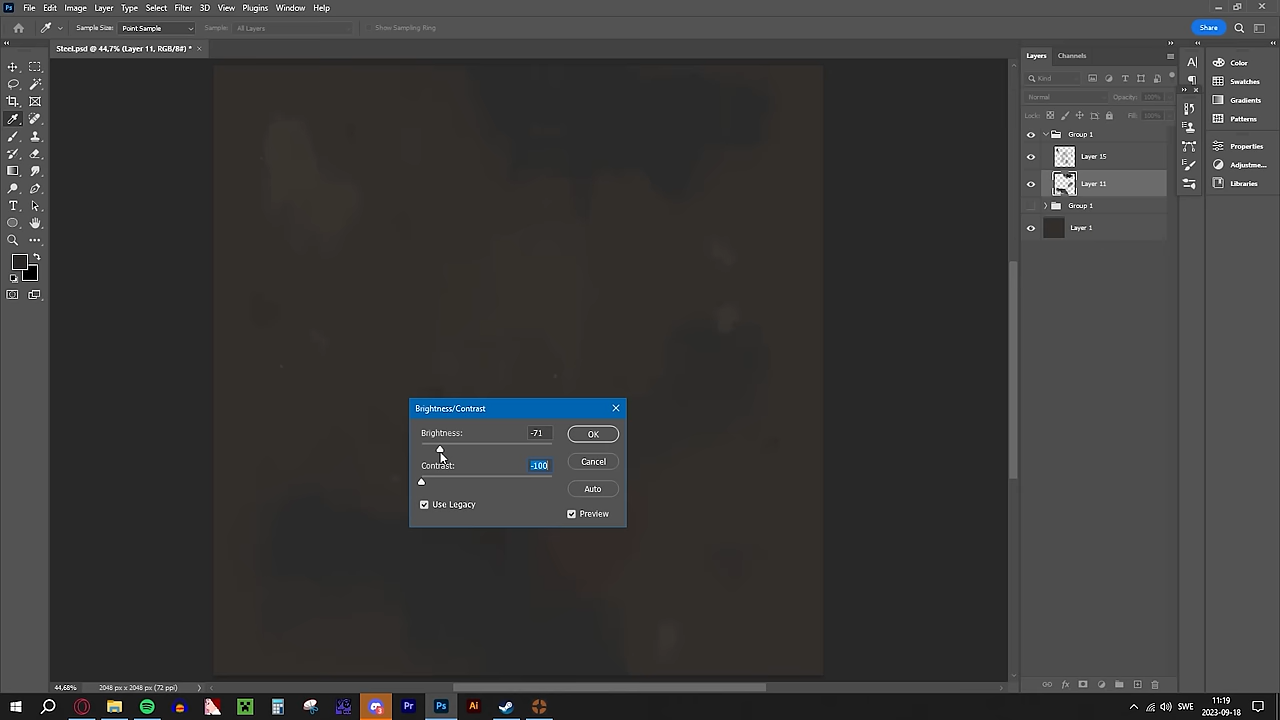 Ps File Edit Image Layer Type Select Filter 3D View Plugins Window Help
Sample Size: Point Sample Sample: All Layers Show Sampling Ring Share
Steel.psd @ 44,7% (Layer 11, RGB/8#) *
Layers Channels
Kind
Normal Opacity: 100%
Lock: Fill: 100%
Group 1
Layer 15
Layer 11
Group 1
Layer 1
Color
Swatches
Gradients
Patterns
Properties
Adjustme...
Libraries
Brightness/Contrast
Brightness: -71
OK
Contrast: -100
Cancel
Auto
Use Legacy
Preview
44,68% 2048 px x 2048 px (72 ppi)
Pr Ps Ai SWE 11:19
2023-09-18